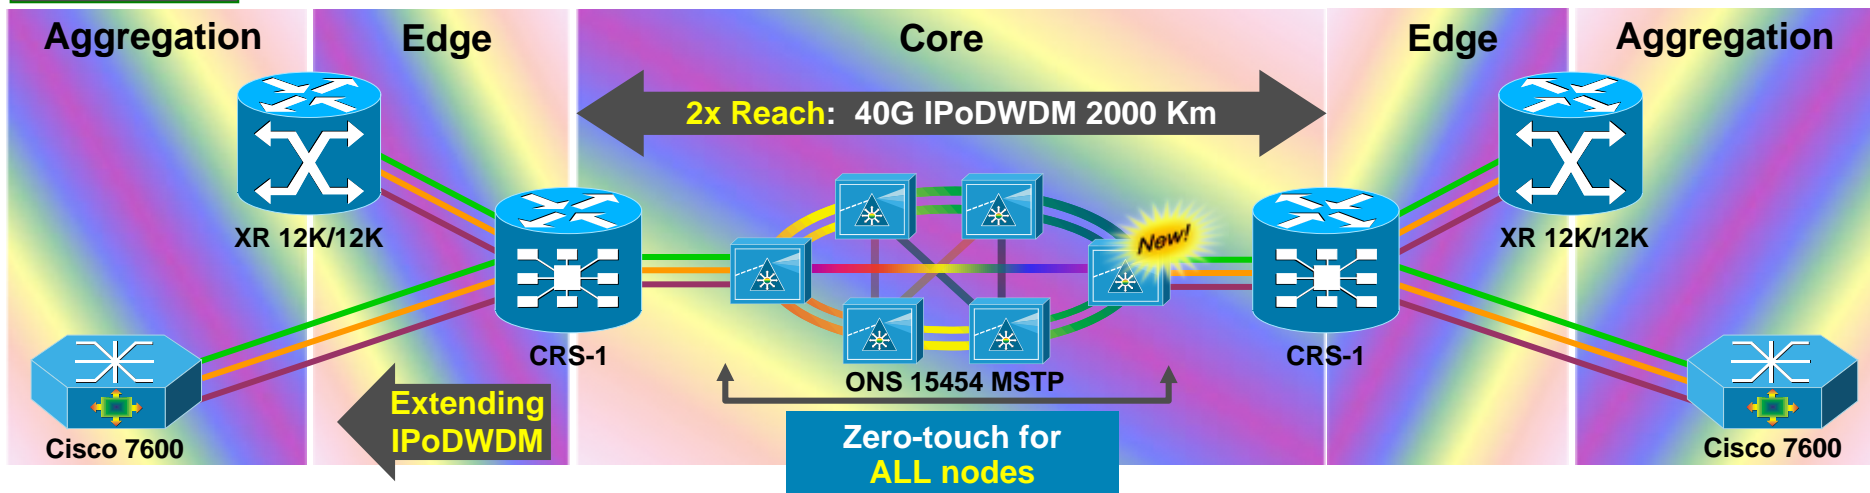 Aggregation
Edge
Core
Edge
Aggregation
2x Reach: 40G IPoDWDM 2000 Km
New!
XR 12K/12K
XR 12K/12K
CRS-1
CRS-1
ONS 15454 MSTP
Extending
IPoDWDM
Cisco 7600
Cisco 7600
Zero-touch for
ALL nodes